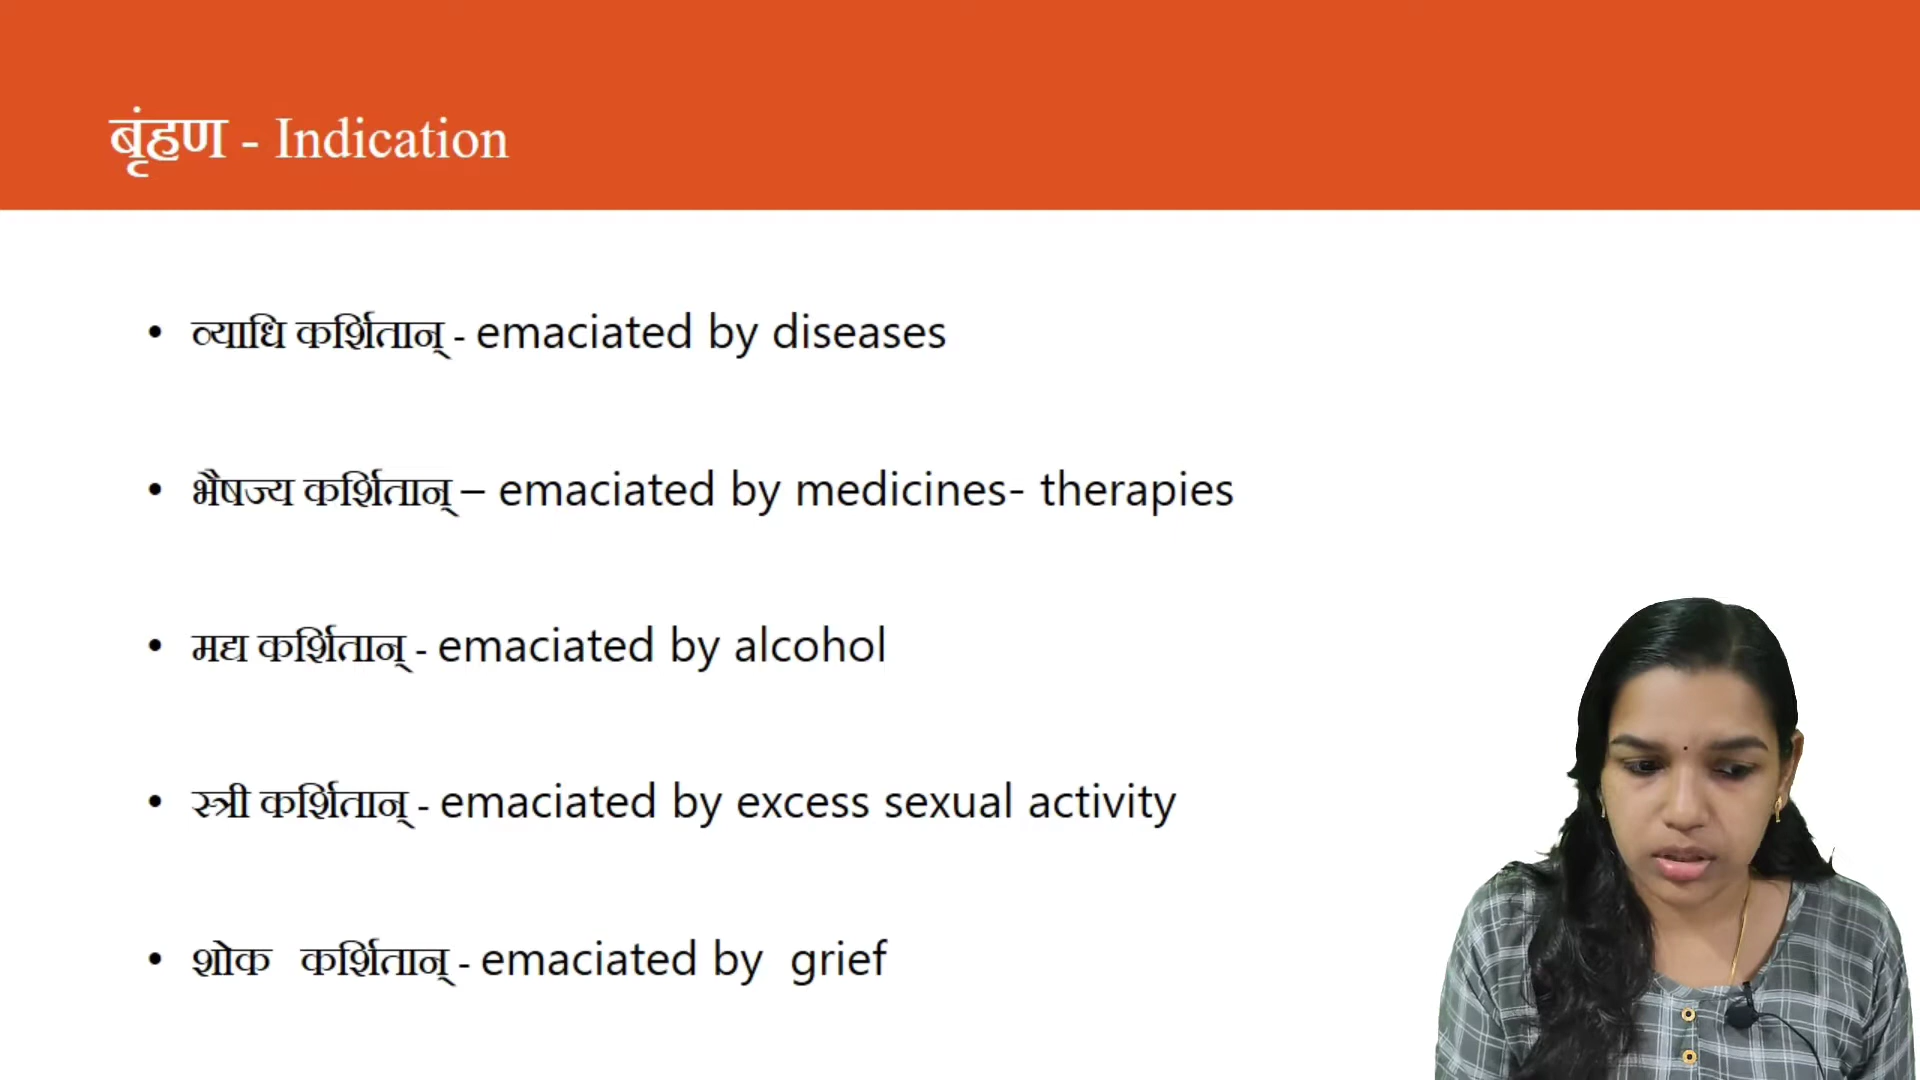 बृंहण - Indication
• व्याधि कर्शितान् - emaciated by diseases
• भैषज्य कर्शितान् – emaciated by medicines- therapies
• मद्य कर्शितान् - emaciated by alcohol
• स्त्री कर्शितान् - emaciated by excess sexual activity
• शोक कर्शितान् - emaciated by grief